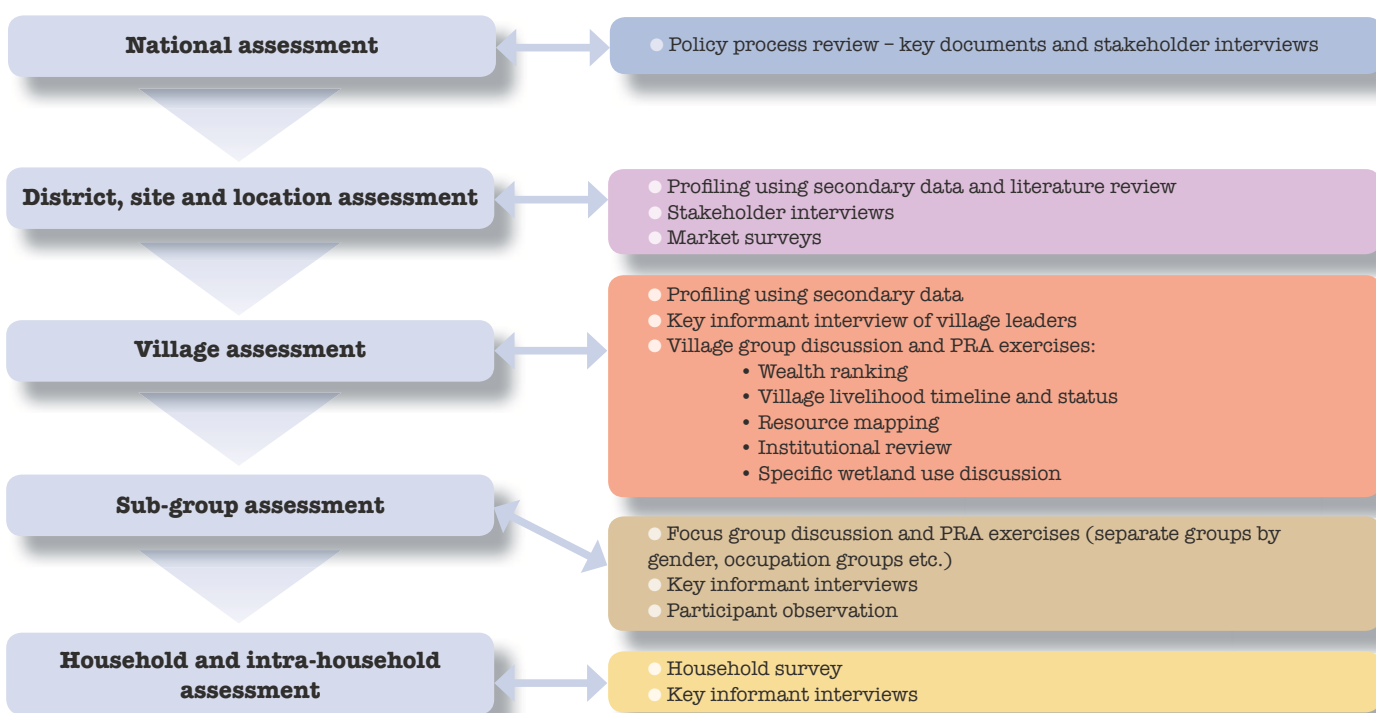 National assessment
● Policy process review – key documents and stakeholder interviews
District, site and location assessment
● Profiling using secondary data and literature review
● Stakeholder interviews
● Market surveys
Village assessment
● Profiling using secondary data
● Key informant interview of village leaders
● Village group discussion and PRA exercises:
• Wealth ranking
• Village livelihood timeline and status
• Resource mapping
• Institutional review
• Specific wetland use discussion
Sub-group assessment
● Focus group discussion and PRA exercises (separate groups by
gender, occupation groups etc.)
● Key informant interviews
● Participant observation
Household and intra-household
assessment
● Household survey
● Key informant interviews